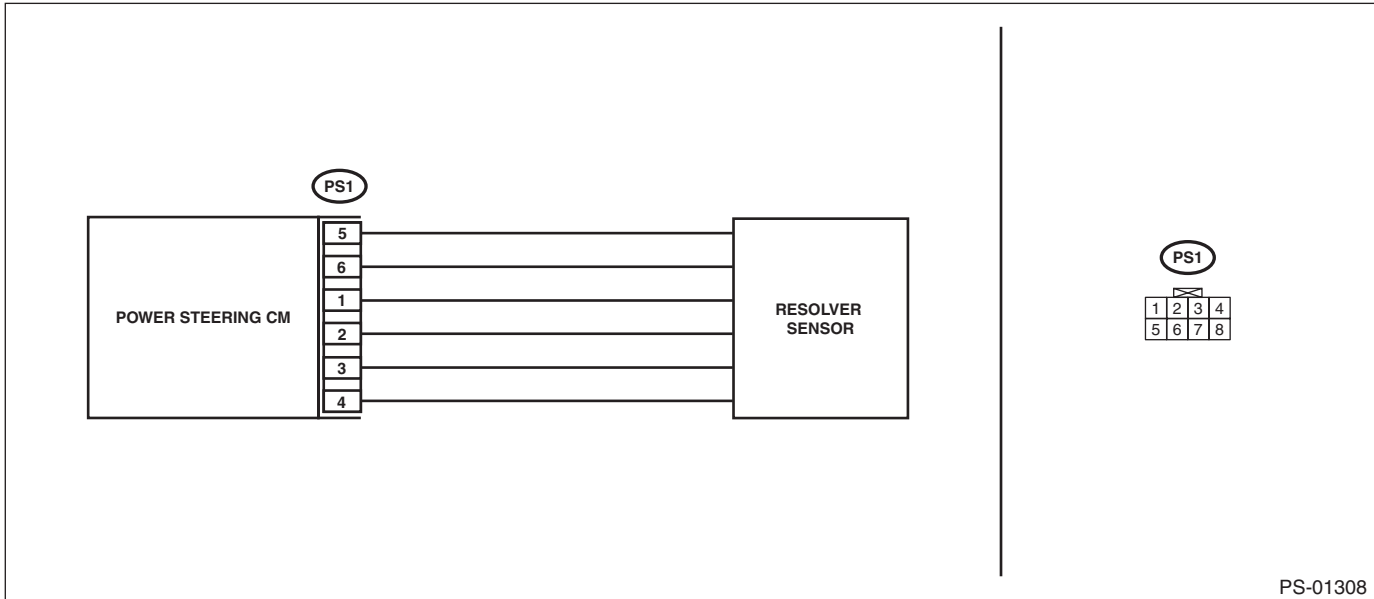 PS1
5
6
1
2
3
4
POWER STEERING CM
RESOLVER
SENSOR
PS1
1 2 3 4
5 6 7 8
PS-01308